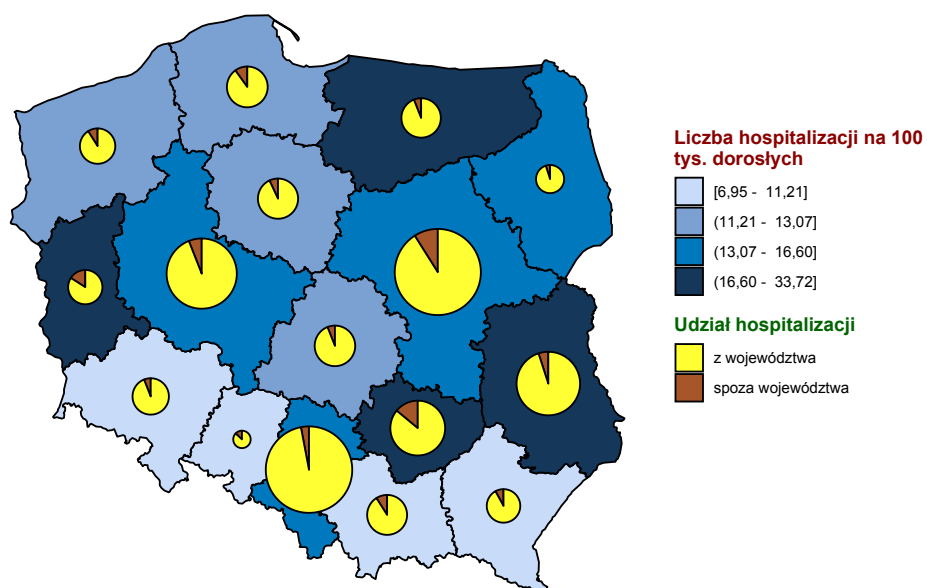 Liczba hospitalizacji na 100
tys. dorosłych
[6,95 - 11,21]
(11,21 - 13,07]
(13,07 - 16,60]
(16,60 - 33,72]
Udział hospitalizacji
z województwa
spoza województwa